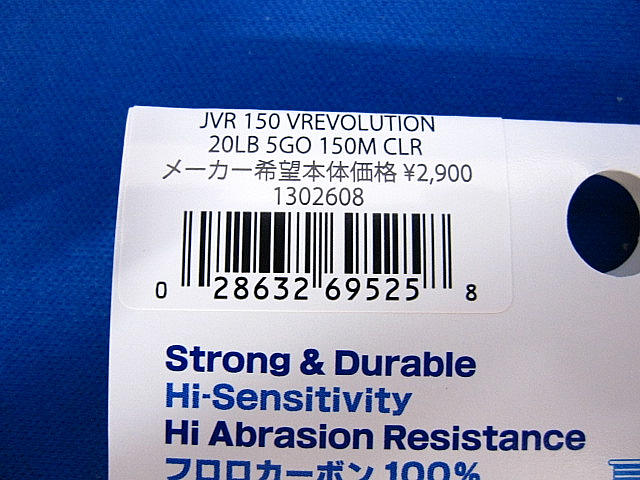 JVR 150 VREVOLUTION
20LB 5GO 150M CLR
メーカー希望本体価格 ¥2,900
1302608
0 28632 69525 8
Strong & Durable
Hi-Sensitivity
Hi Abrasion Resistance
フロロカーボン 100%